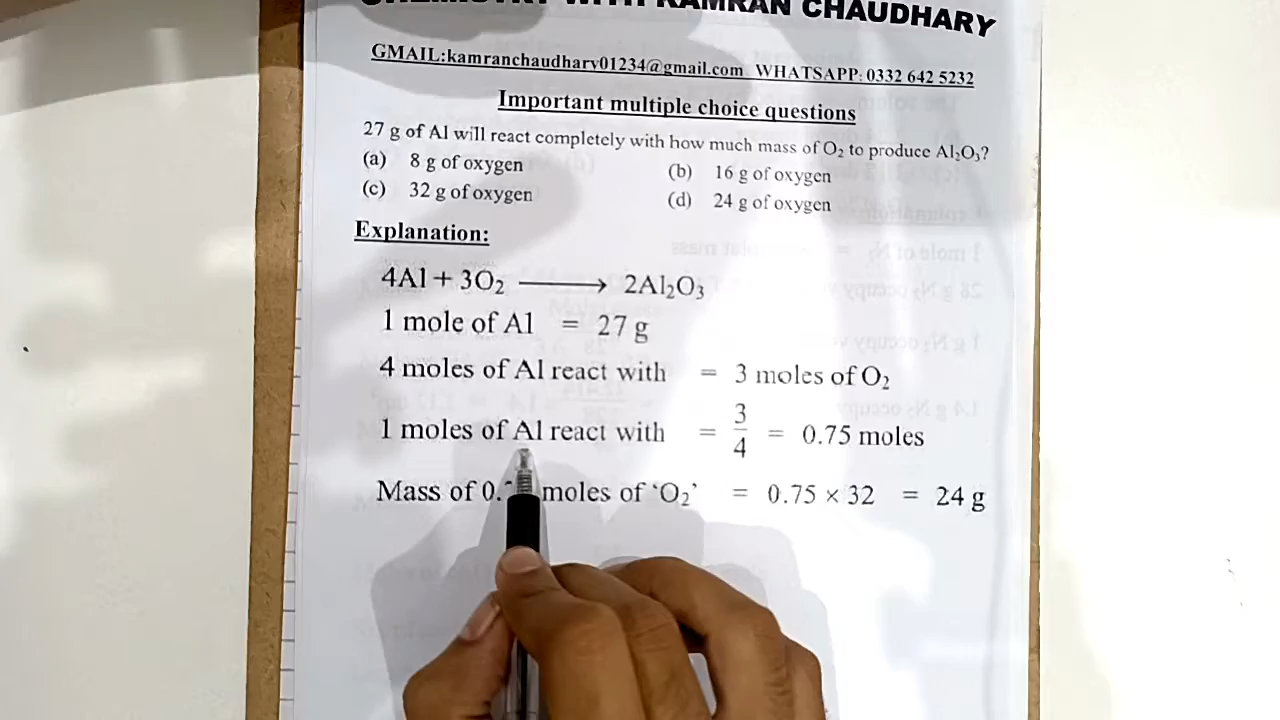 CHEMISTRY WITH KAMRAN CHAUDHARY
GMAIL:kamranchaudhary01234@gmail.com WHATSAPP: 0332 642 5232
Important multiple choice questions
27 g of Al will react completely with how much mass of O₂ to produce Al₂O₃?
(a) 8 g of oxygen (b) 16 g of oxygen
(c) 32 g of oxygen (d) 24 g of oxygen
Explanation:
4Al + 3O₂ ⟶ 2Al₂O₃
1 mole of Al = 27 g
4 moles of Al react with = 3 moles of O₂
1 moles of Al react with = 3/4 = 0.75 moles
Mass of 0. moles of ‘O₂’ = 0.75 × 32 = 24 g